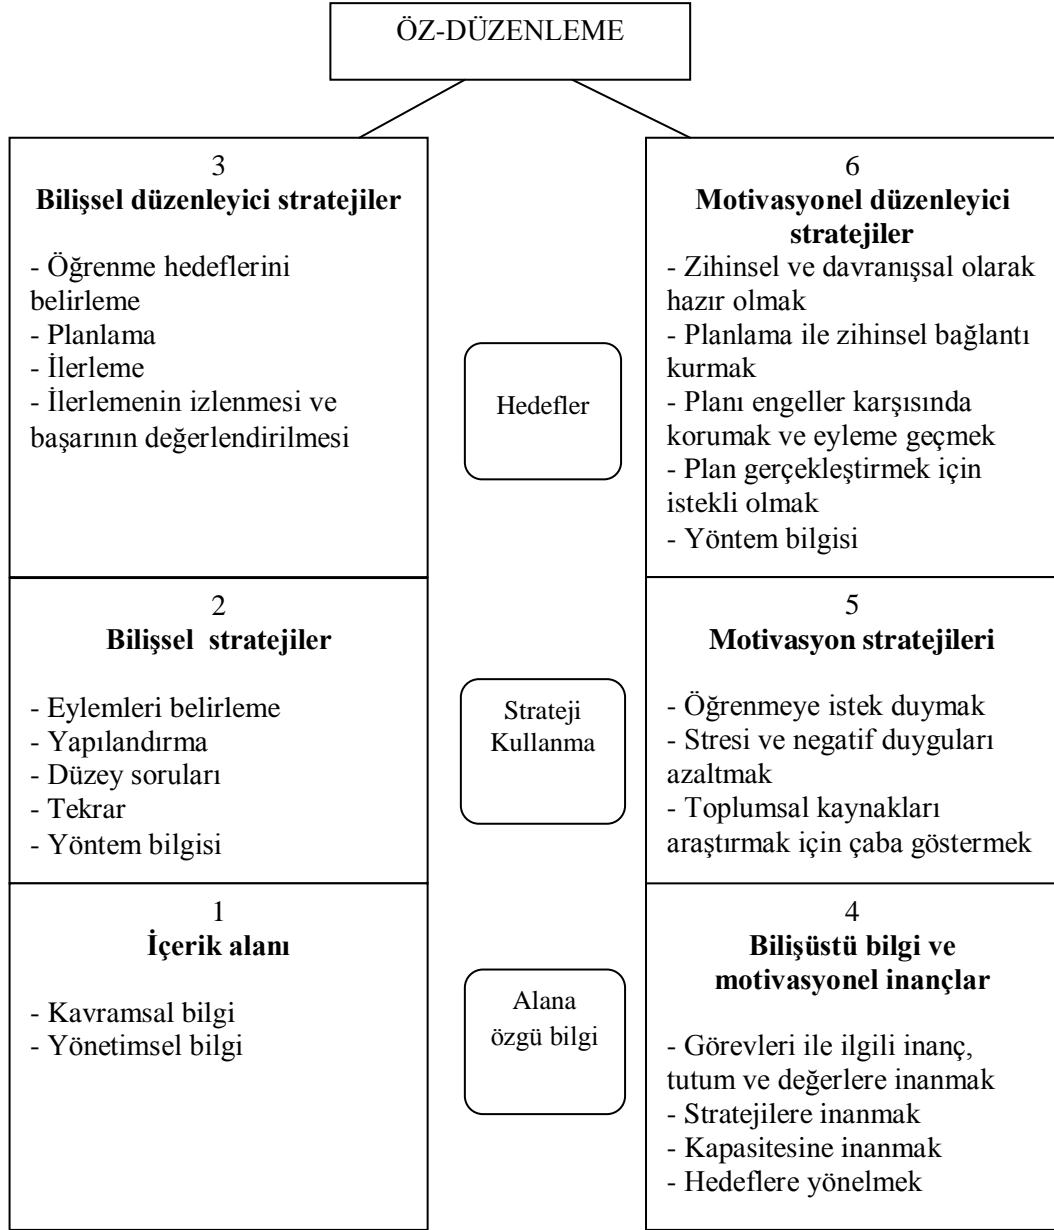 ÖZ-DÜZENLEME
3
Bilişsel düzenleyici stratejiler
- Öğrenme hedeflerini
belirleme
- Planlama
- İlerleme
- İlerlemenin izlenmesi ve
başarının değerlendirilmesi
Hedefler
6
Motivasyonel düzenleyici
stratejiler
- Zihinsel ve davranışsal olarak
hazır olmak
- Planlama ile zihinsel bağlantı
kurmak
- Planı engeller karşısında
korumak ve eyleme geçmek
- Plan gerçekleştirmek için
istekli olmak
- Yöntem bilgisi
2
Bilişsel stratejiler
- Eylemleri belirleme
- Yapılandırma
- Düzey soruları
- Tekrar
- Yöntem bilgisi
Strateji
Kullanma
5
Motivasyon stratejileri
- Öğrenmeye istek duymak
- Stresi ve negatif duyguları
azaltmak
- Toplumsal kaynakları
araştırmak için çaba göstermek
1
İçerik alanı
- Kavramsal bilgi
- Yönetimsel bilgi
Alana
özgü bilgi
4
Bilişüstü bilgi ve
motivasyonel inançlar
- Görevleri ile ilgili inanç,
tutum ve değerlere inanmak
- Stratejilere inanmak
- Kapasitesine inanmak
- Hedeflere yönelmek